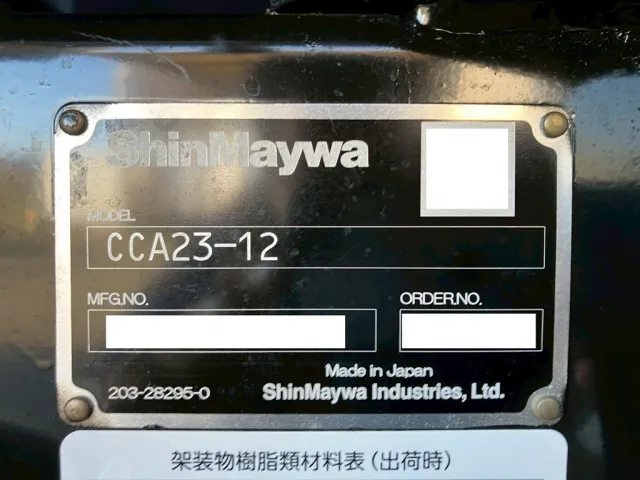 ShinMaywa
MODEL
CCA23-12
MFG.NO.
ORDER.NO.
Made in Japan
203-28295-0
ShinMaywa Industries, Ltd.
架装物樹脂類材料表(出荷時)